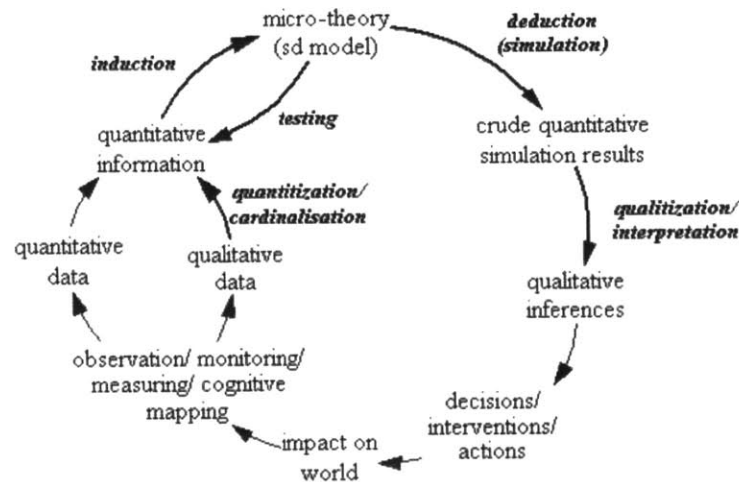 micro-theory
(sd model)
deduction
(simulation)
induction
testing
quantitative
information
crude quantitative
simulation results
quantitization/
cardinalisation
qualitization/
interpretation
quantitative
data
qualitative
data
qualitative
inferences
observation/ monitoring/
measuring/ cognitive
mapping
decisions/
interventions/
actions
impact on
world